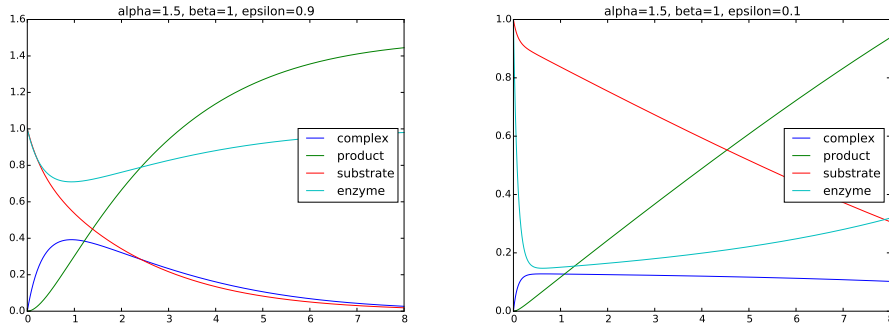 alpha=1.5, beta=1, epsilon=0.9
1.6
1.4
1.2
1.0
0.8
0.6
0.4
0.2
0.0
complex
product
substrate
enzyme
0 1 2 3 4 5 6 7 8
alpha=1.5, beta=1, epsilon=0.1
1.0
0.8
0.6
0.4
0.2
0.0
complex
product
substrate
enzyme
0 1 2 3 4 5 6 7 8